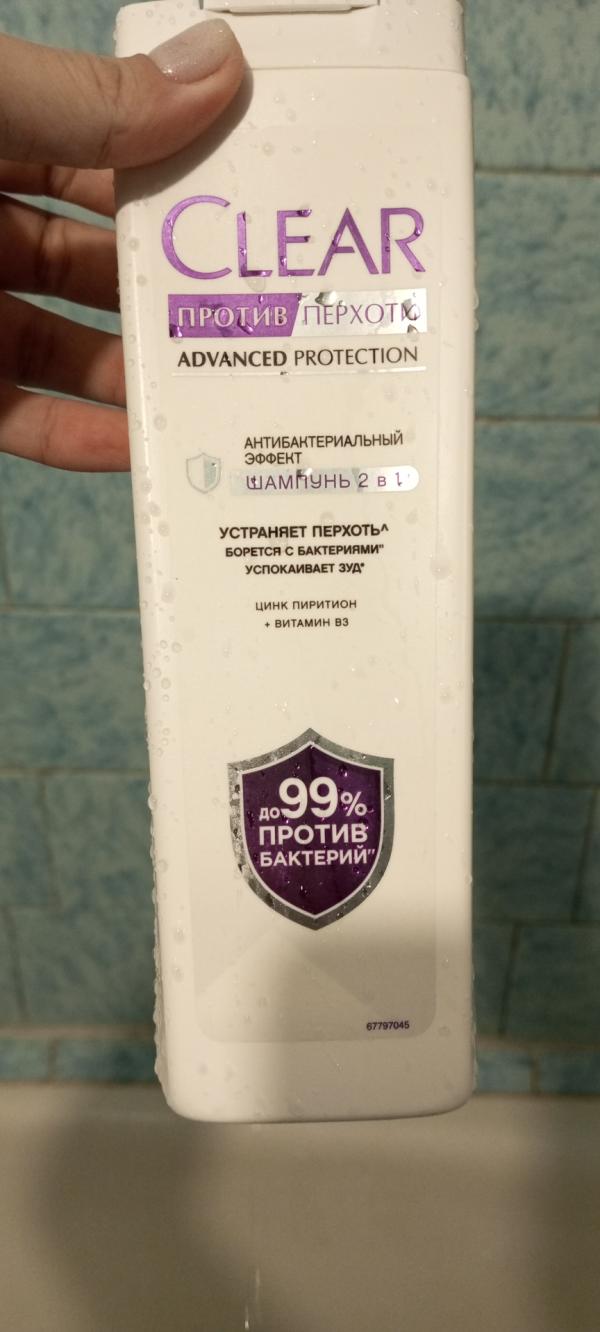 CLEAR
ПРОТИВ ПЕРХОТИ
ADVANCED PROTECTION
АНТИБАКТЕРИАЛЬНЫЙ
ЭФФЕКТ
ШАМПУНЬ 2 в 1
УСТРАНЯЕТ ПЕРХОТЬ^
БОРЕТСЯ С БАКТЕРИЯМИ"
УСПОКАИВАЕТ ЗУД*
ЦИНК ПИРИТИОН
+ ВИТАМИН B3
ДО 99%
ПРОТИВ
БАКТЕРИЙ"
67797045